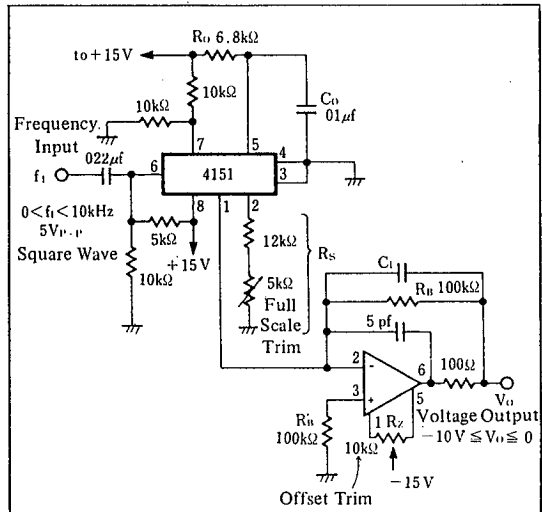 R₀ 6.8kΩ
to+15V
10kΩ
C₀
01μf
10kΩ
Frequency
Input
7
5
022μf
6
4151
4
3
f₁
8
1
2
0<f₁<10kHz
5Vp.p
Square Wave
5kΩ
+15V
10kΩ
12kΩ
Rs
5kΩ
Full
Scale
Trim
C₁
RB 100kΩ
5 pf
2
-
6
100Ω
3
+
5
V₀
1 Rz
Voltage Output
-10V ≦V₀≦ 0
R'B
100kΩ
10kΩ
-15V
Offset Trim